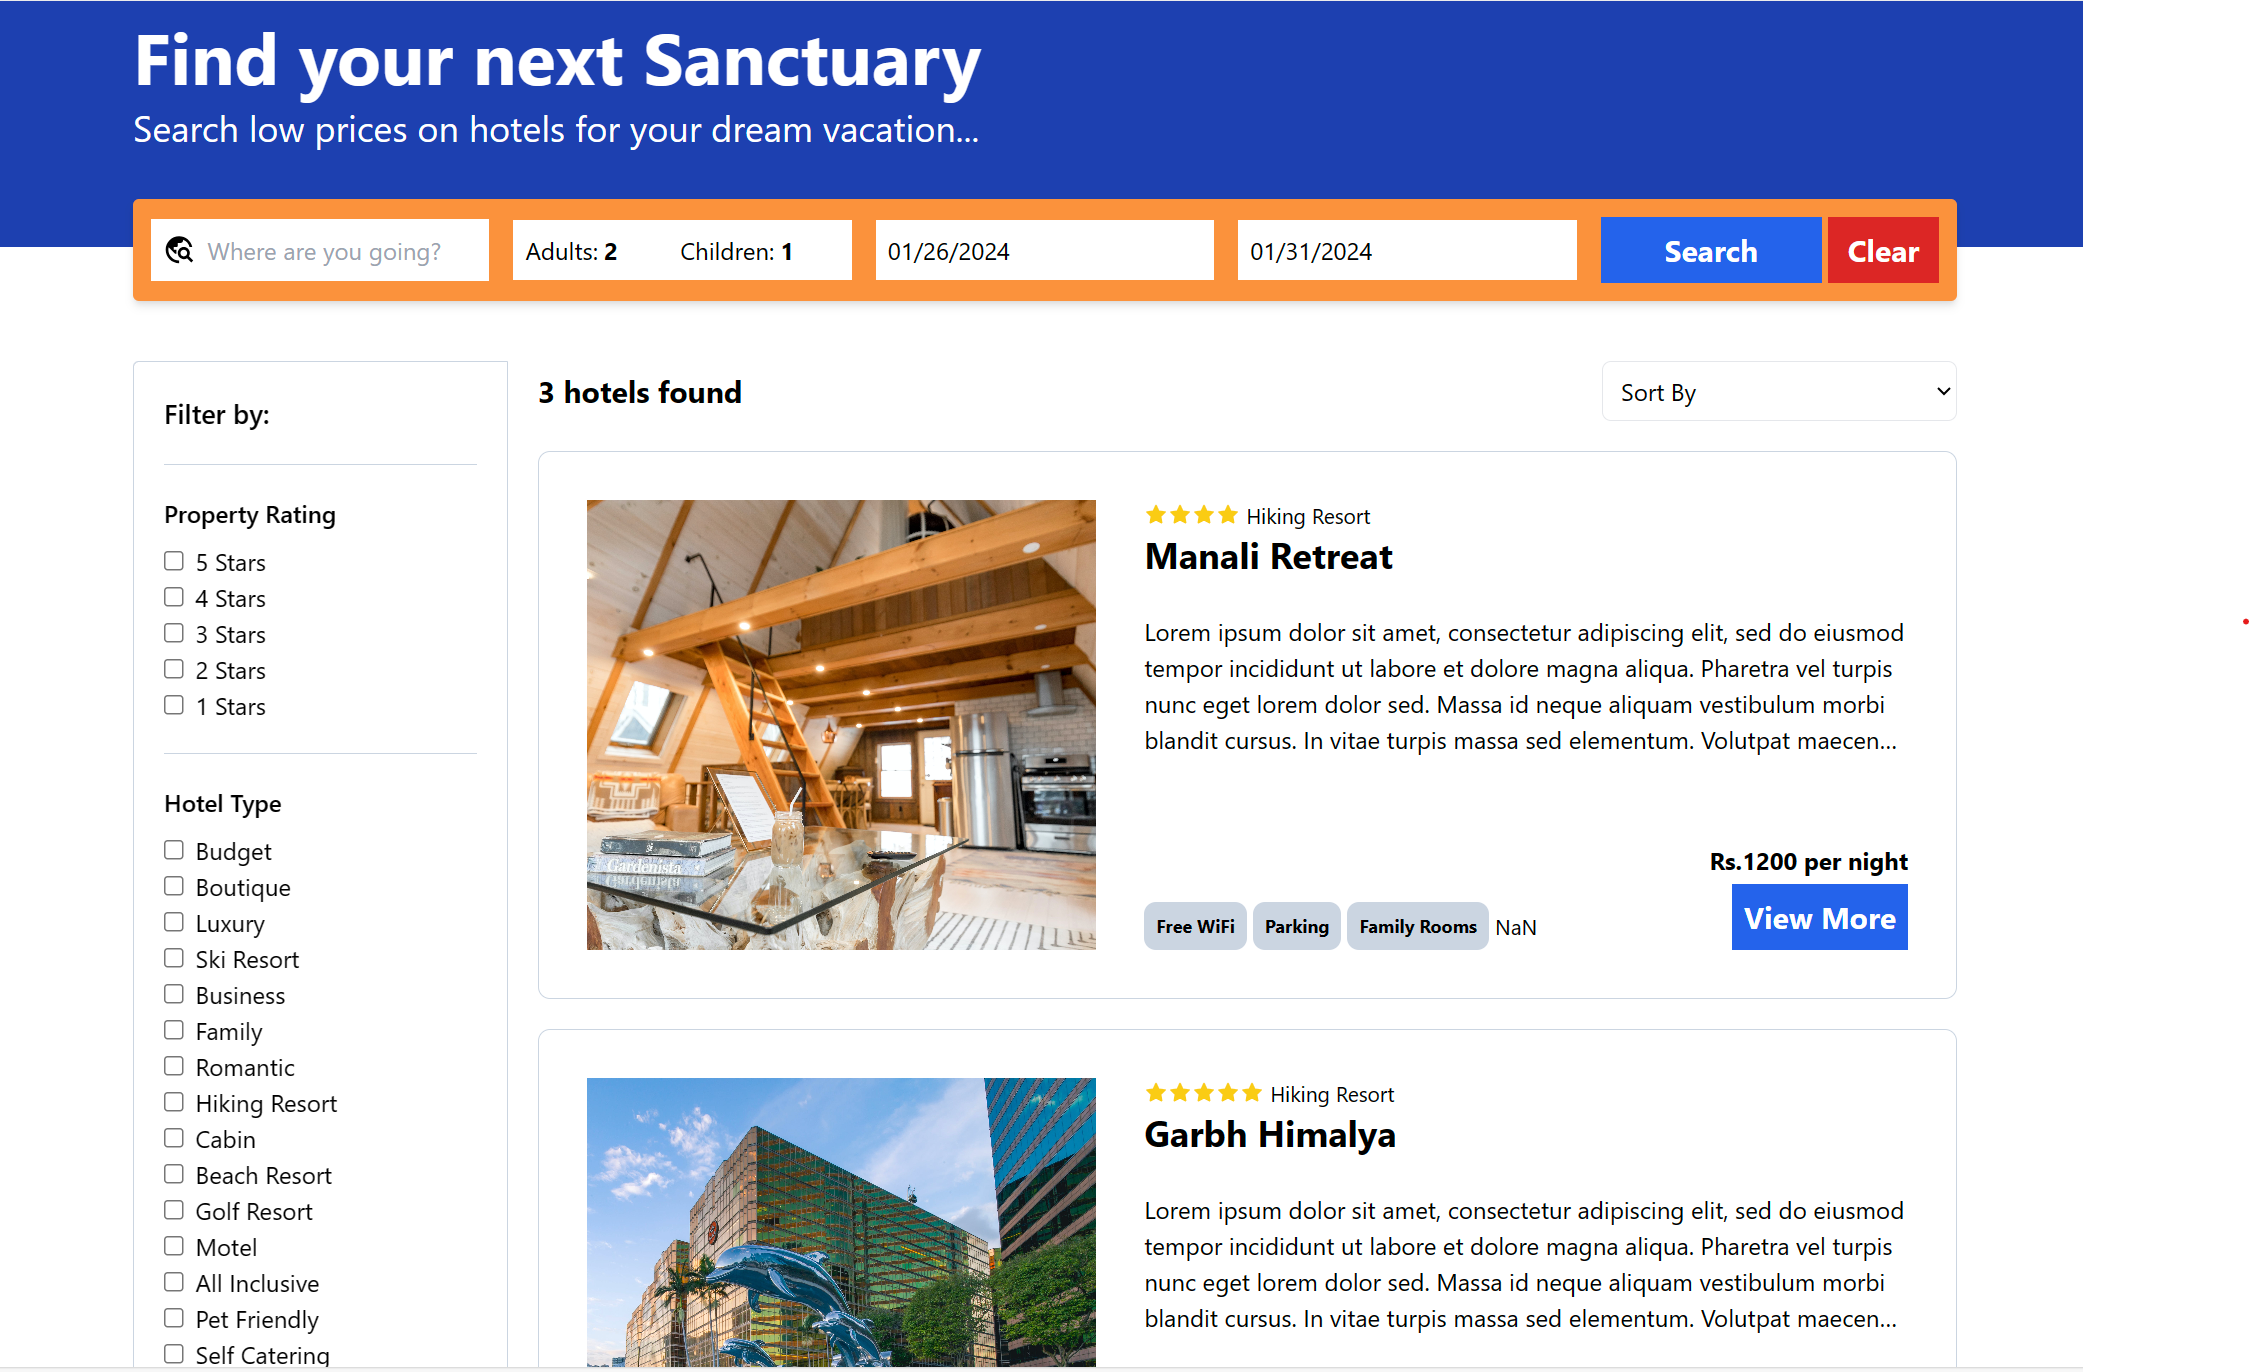 Find your next Sanctuary
Search low prices on hotels for your dream vacation...
Where are you going?
Adults: 2 Children: 1
01/26/2024
01/31/2024
Search
Clear
Filter by:
Property Rating
5 Stars
4 Stars
3 Stars
2 Stars
1 Stars
Hotel Type
Budget
Boutique
Luxury
Ski Resort
Business
Family
Romantic
Hiking Resort
Cabin
Beach Resort
Golf Resort
Motel
All Inclusive
Pet Friendly
Self Catering
3 hotels found
Sort By
Gardenista
Hiking Resort
Manali Retreat
Lorem ipsum dolor sit amet, consectetur adipiscing elit, sed do eiusmod
tempor incididunt ut labore et dolore magna aliqua. Pharetra vel turpis
nunc eget lorem dolor sed. Massa id neque aliquam vestibulum morbi
blandit cursus. In vitae turpis massa sed elementum. Volutpat maecen...
Free WiFi Parking Family Rooms NaN
Rs.1200 per night
View More
Hiking Resort
Garbh Himalya
Lorem ipsum dolor sit amet, consectetur adipiscing elit, sed do eiusmod
tempor incididunt ut labore et dolore magna aliqua. Pharetra vel turpis
nunc eget lorem dolor sed. Massa id neque aliquam vestibulum morbi
blandit cursus. In vitae turpis massa sed elementum. Volutpat maecen...